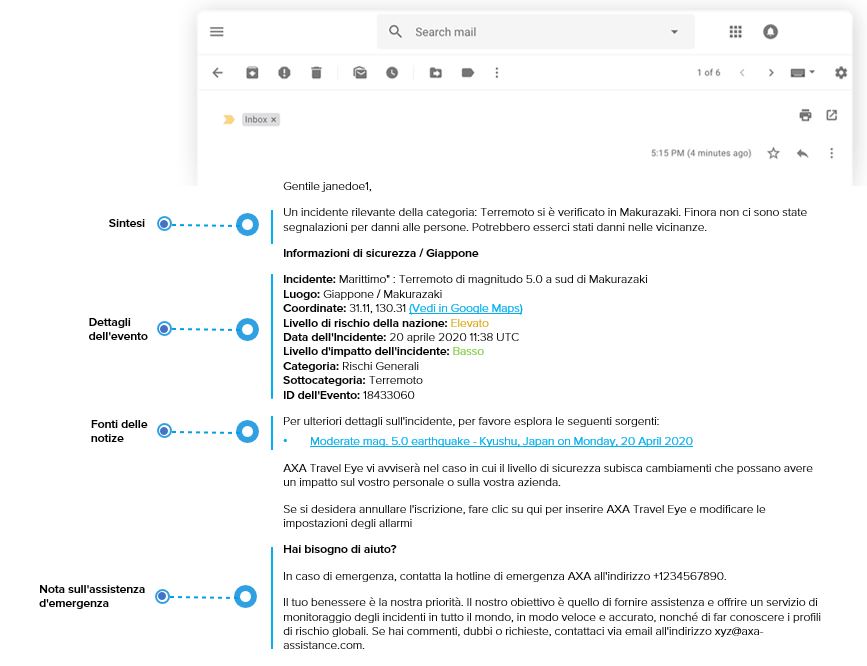 Search mail
1 of 6
Inbox ×
5:15 PM (4 minutes ago)
Gentile janedoe1,
Sintesi
Un incidente rilevante della categoria: Terremoto si è verificato in Makurazaki. Finora non ci sono state
segnalazioni per danni alle persone. Potrebbero esserci stati danni nelle vicinanze.
Informazioni di sicurezza / Giappone
Dettagli
dell'evento
Incidente: Marittimo" : Terremoto di magnitudo 5.0 a sud di Makurazaki
Luogo: Giappone / Makurazaki
Coordinate: 31.11, 130.31 (Vedi in Google Maps)
Livello di rischio della nazione: Elevato
Data dell'Incidente: 20 aprile 2020 11:38 UTC
Livello d'impatto dell'incidente: Basso
Categoria: Rischi Generali
Sottocategoria: Terremoto
ID dell'Evento: 18433060
Fonti delle
notize
Per ulteriori dettagli sull'incidente, per favore esplora le seguenti sorgenti:
• Moderate mag. 5.0 earthquake - Kyushu, Japan on Monday, 20 April 2020
AXA Travel Eye vi avviserà nel caso in cui il livello di sicurezza subisca cambiamenti che possano avere
un impatto sul vostro personale o sulla vostra azienda.
Se si desidera annullare l'iscrizione, fare clic su qui per inserire AXA Travel Eye e modificare le
impostazioni degli allarmi
Hai bisogno di aiuto?
Nota sull'assistenza
d'emergenza
In caso di emergenza, contatta la hotline di emergenza AXA all'indirizzo +1234567890.
Il tuo benessere è la nostra priorità. Il nostro obiettivo è quello di fornire assistenza e offrire un servizio di
monitoraggio degli incidenti in tutto il mondo, in modo veloce e accurato, nonché di far conoscere i profili
di rischio globali. Se hai commenti, dubbi o richieste, contattaci via email all'indirizzo xyz@axa-
assistance.com.